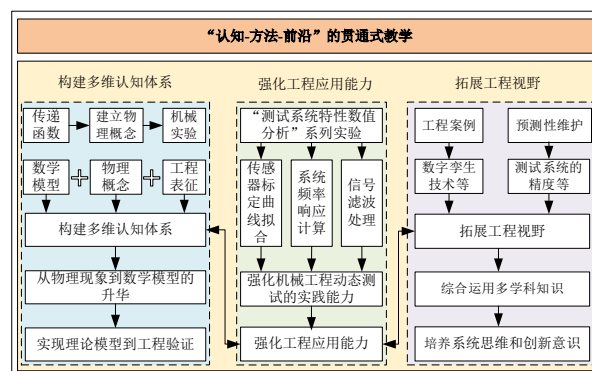 “认知-方法-前沿”的贯通式教学
构建多维认知体系
传递
函数
建立物
理概念
机械
实验
数学
模型
物理
概念
工程
表征
构建多维认知体系
从物理现象到数学模型的
升华
实现理论模型到工程验证
强化工程应用能力
“测试系统特性数值
分析”系列实验
传感
器标
定曲
线拟
合
系统
频率
响应
计算
信号
滤波
处理
强化机械工程动态测
试的实践能力
强化工程应用能力
拓展工程视野
工程案例
预测性维护
数字孪生
技术等
测试系统的
精度等
拓展工程视野
综合运用多学科知识
培养系统思维和创新意识